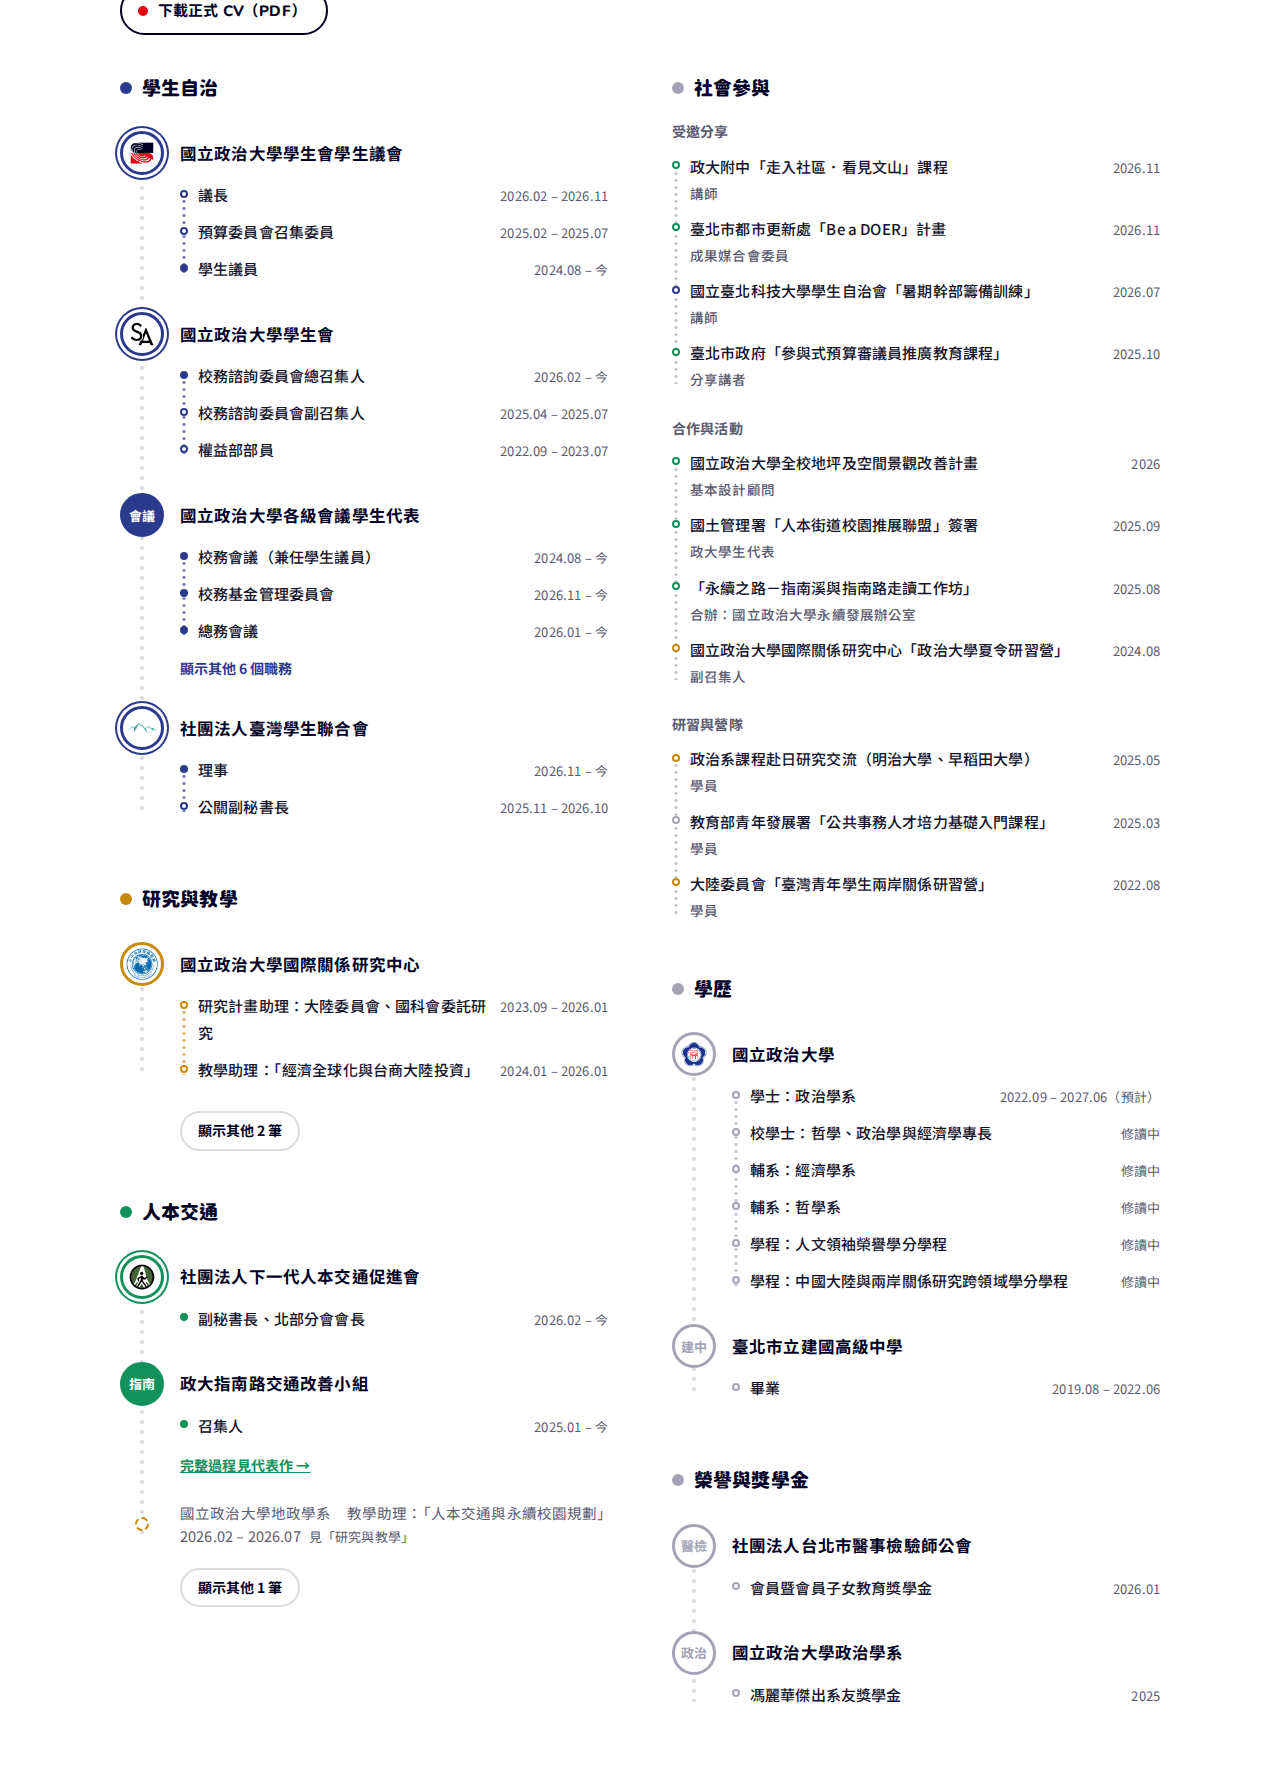 下載正式 CV（PDF）
學生自治
國立政治大學學生會學生議會
議長 2026.02 – 2026.11
預算委員會召集委員 2025.02 – 2025.07
學生議員 2024.08 – 今
SA
國立政治大學學生會
校務諮詢委員會總召集人 2026.02 – 今
校務諮詢委員會副召集人 2025.04 – 2025.07
權益部部員 2022.09 – 2023.07
會議
國立政治大學各級會議學生代表
校務會議（兼任學生議員） 2024.08 – 今
校務基金管理委員會 2026.11 – 今
總務會議 2026.01 – 今
顯示其他 6 個職務
社團法人臺灣學生聯合會
理事 2026.11 – 今
公關副秘書長 2025.11 – 2026.10
研究與教學
國立政治大學國際關係研究中心
研究計畫助理：大陸委員會、國科會委託研 2023.09 – 2026.01
究
教學助理：「經濟全球化與台商大陸投資」 2024.01 – 2026.01
顯示其他 2 筆
人本交通
社團法人下一代人本交通促進會
副秘書長、北部分會會長 2026.02 – 今
指南
政大指南路交通改善小組
召集人 2025.01 – 今
完整過程見代表作 →
國立政治大學地政學系　教學助理：「人本交通與永續校園規劃」
2026.02 – 2026.07 見「研究與教學」
顯示其他 1 筆
社會參與
受邀分享
政大附中「走入社區．看見文山」課程 2026.11
講師
臺北市都市更新處「Be a DOER」計畫 2026.11
成果媒合會委員
國立臺北科技大學學生自治會「暑期幹部籌備訓練」 2026.07
講師
臺北市政府「參與式預算審議員推廣教育課程」 2025.10
分享講者
合作與活動
國立政治大學全校地坪及空間景觀改善計畫 2026
基本設計顧問
國土管理署「人本街道校園推展聯盟」簽署 2025.09
政大學生代表
「永續之路－指南溪與指南路走讀工作坊」 2025.08
合辦：國立政治大學永續發展辦公室
國立政治大學國際關係研究中心「政治大學夏令研習營」 2024.08
副召集人
研習與營隊
政治系課程赴日研究交流（明治大學、早稻田大學） 2025.05
學員
教育部青年發展署「公共事務人才培力基礎入門課程」 2025.03
學員
大陸委員會「臺灣青年學生兩岸關係研習營」 2022.08
學員
學歷
國立政治大學
學士：政治學系 2022.09 – 2027.06（預計）
校學士：哲學、政治學與經濟學專長 修讀中
輔系：經濟學系 修讀中
輔系：哲學系 修讀中
學程：人文領袖榮譽學分學程 修讀中
學程：中國大陸與兩岸關係研究跨領域學分學程 修讀中
建中
臺北市立建國高級中學
畢業 2019.08 – 2022.06
榮譽與獎學金
醫檢
社團法人台北市醫事檢驗師公會
會員暨會員子女教育獎學金 2026.01
政治
國立政治大學政治學系
馮麗華傑出系友獎學金 2025